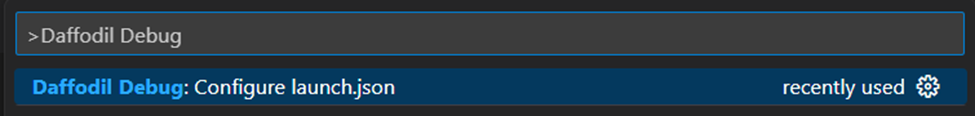 >Daffodil Debug
Daffodil Debug: Configure launch.json recently used